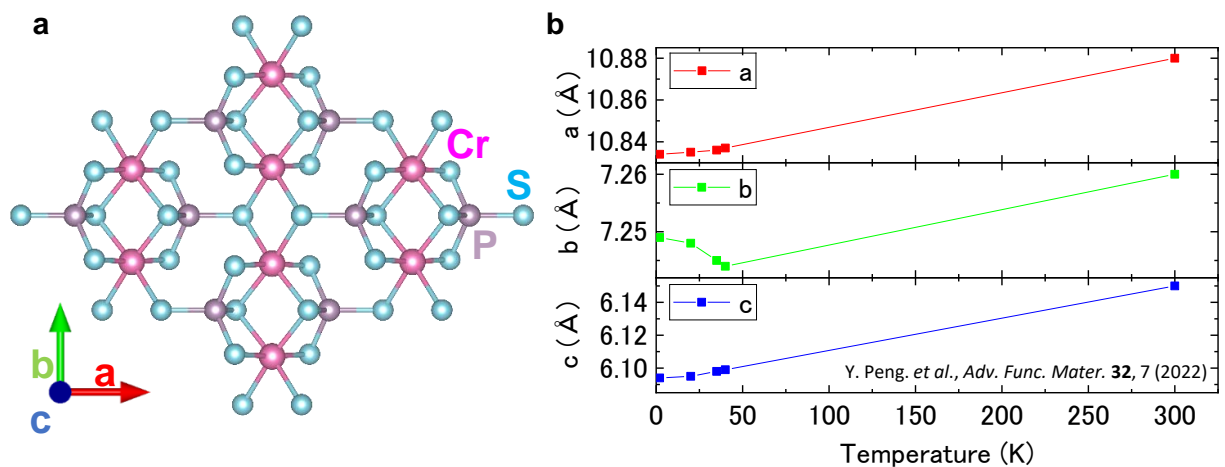 a
Cr
S
P
b
a
c
b
10.88
10.86
10.84
a (Å)
a
7.26
7.25
b (Å)
b
6.14
6.12
6.10
c (Å)
c
Y. Peng. et al., Adv. Func. Mater. 32, 7 (2022)
0 50 100 150 200 250 300
Temperature (K)